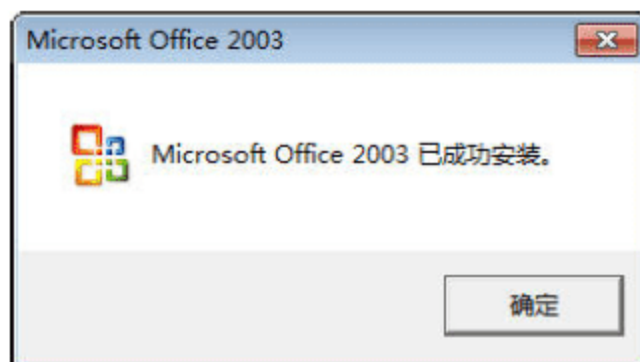 Microsoft Office 2003
Microsoft Office 2003 已成功安装。
确定